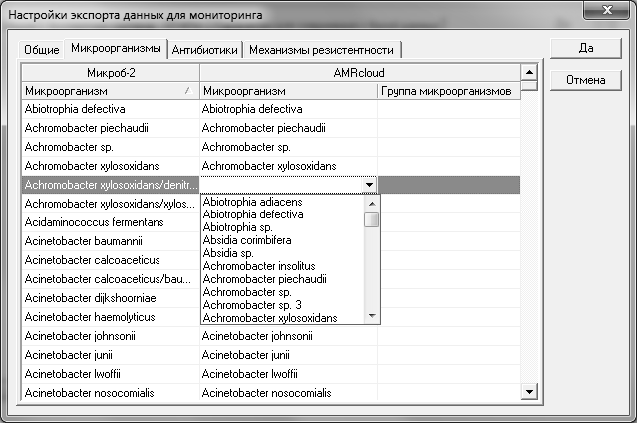 Настройки экспорта данных для мониторинга
Общие Микроорганизмы Антибиотики Механизмы резистентности
Да
Отмена
Микроб-2 AMRcloud
Микроорганизм Микроорганизм Группа микроорганизмов
Abiotrophia defectiva Abiotrophia defectiva
Achromobacter piechaudii Achromobacter piechaudii
Achromobacter sp. Achromobacter sp.
Achromobacter xylosoxidans Achromobacter xylosoxidans
Achromobacter xylosoxidans/denitr...
Achromobacter xylosoxidans/xylos... Abiotrophia adiacens
Abiotrophia defectiva
Acidaminococcus fermentans Abiotrophia sp.
Acinetobacter baumannii Absidia corimbifera
Absidia sp.
Acinetobacter calcoaceticus Achromobacter insolitus
Acinetobacter calcoaceticus/bau... Achromobacter piechaudii
Achromobacter sp.
Acinetobacter dijkshoorniae Achromobacter sp. 3
Acinetobacter haemolyticus Achromobacter xylosoxidans
Acinetobacter johnsonii Acinetobacter johnsonii
Acinetobacter junii Acinetobacter junii
Acinetobacter lwoffii Acinetobacter lwoffii
Acinetobacter nosocomialis Acinetobacter nosocomialis